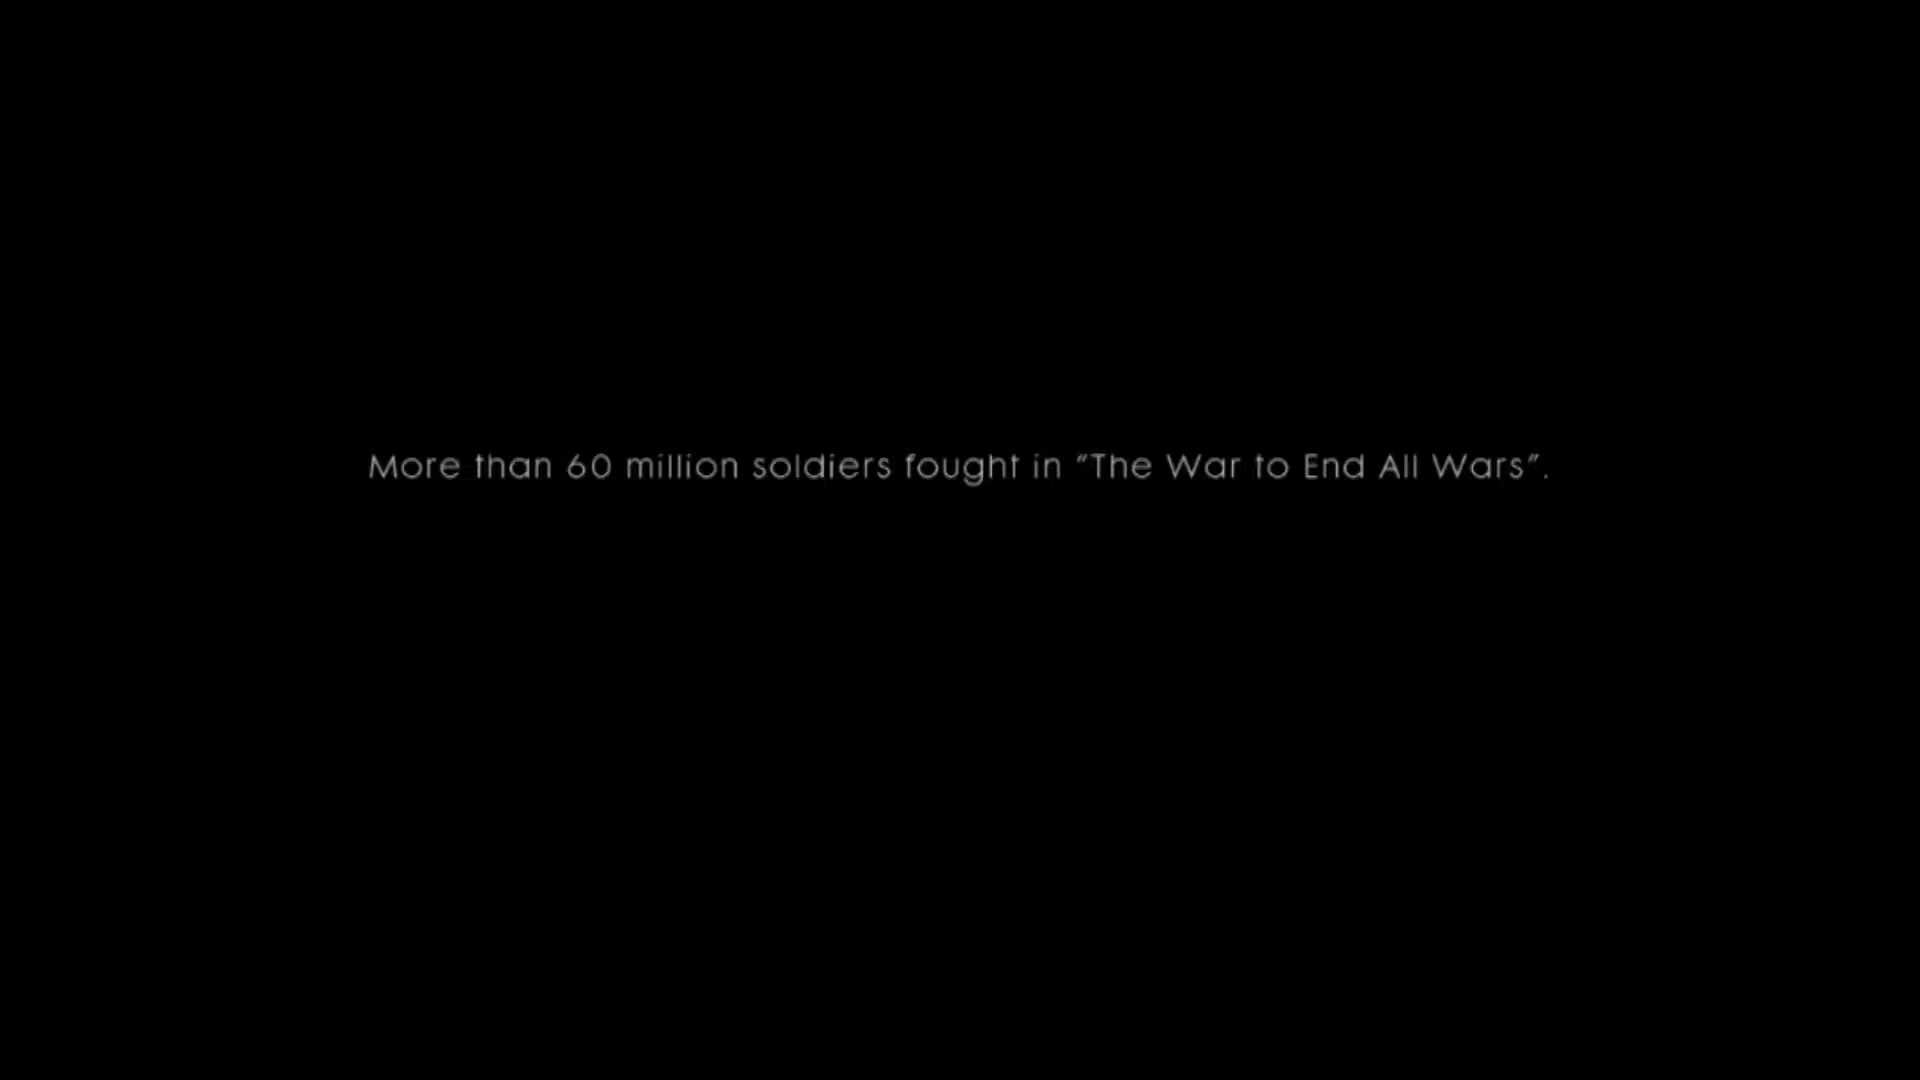 More than 60 million soldiers fought in “The War to End All Wars”.